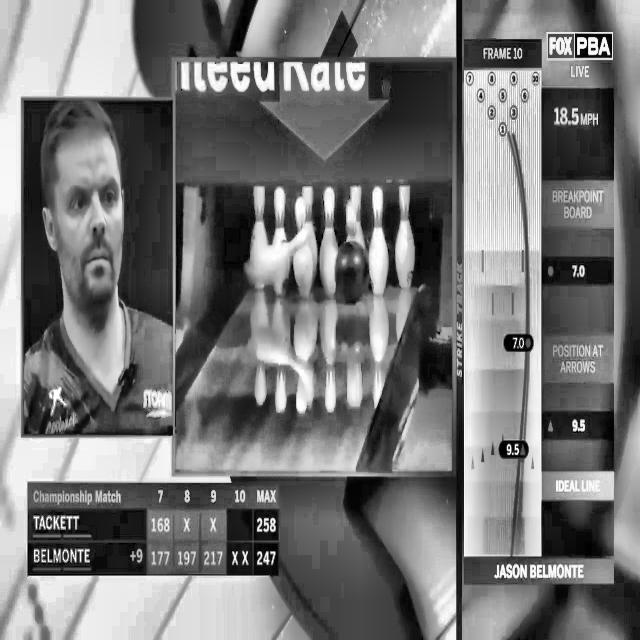 FRAME 10
FOX PBA
LIVE
18.5 MPH
BREAKPOINT
BOARD
7.0
7.0
STRIKE TRACK
POSITION AT
ARROWS
9.5
9.5
IDEAL LINE
JASON BELMONTE
STORM
Championship Match 7 8 9 10 MAX
TACKETT 168 X X 258
BELMONTE +9 177 197 217 X X 247